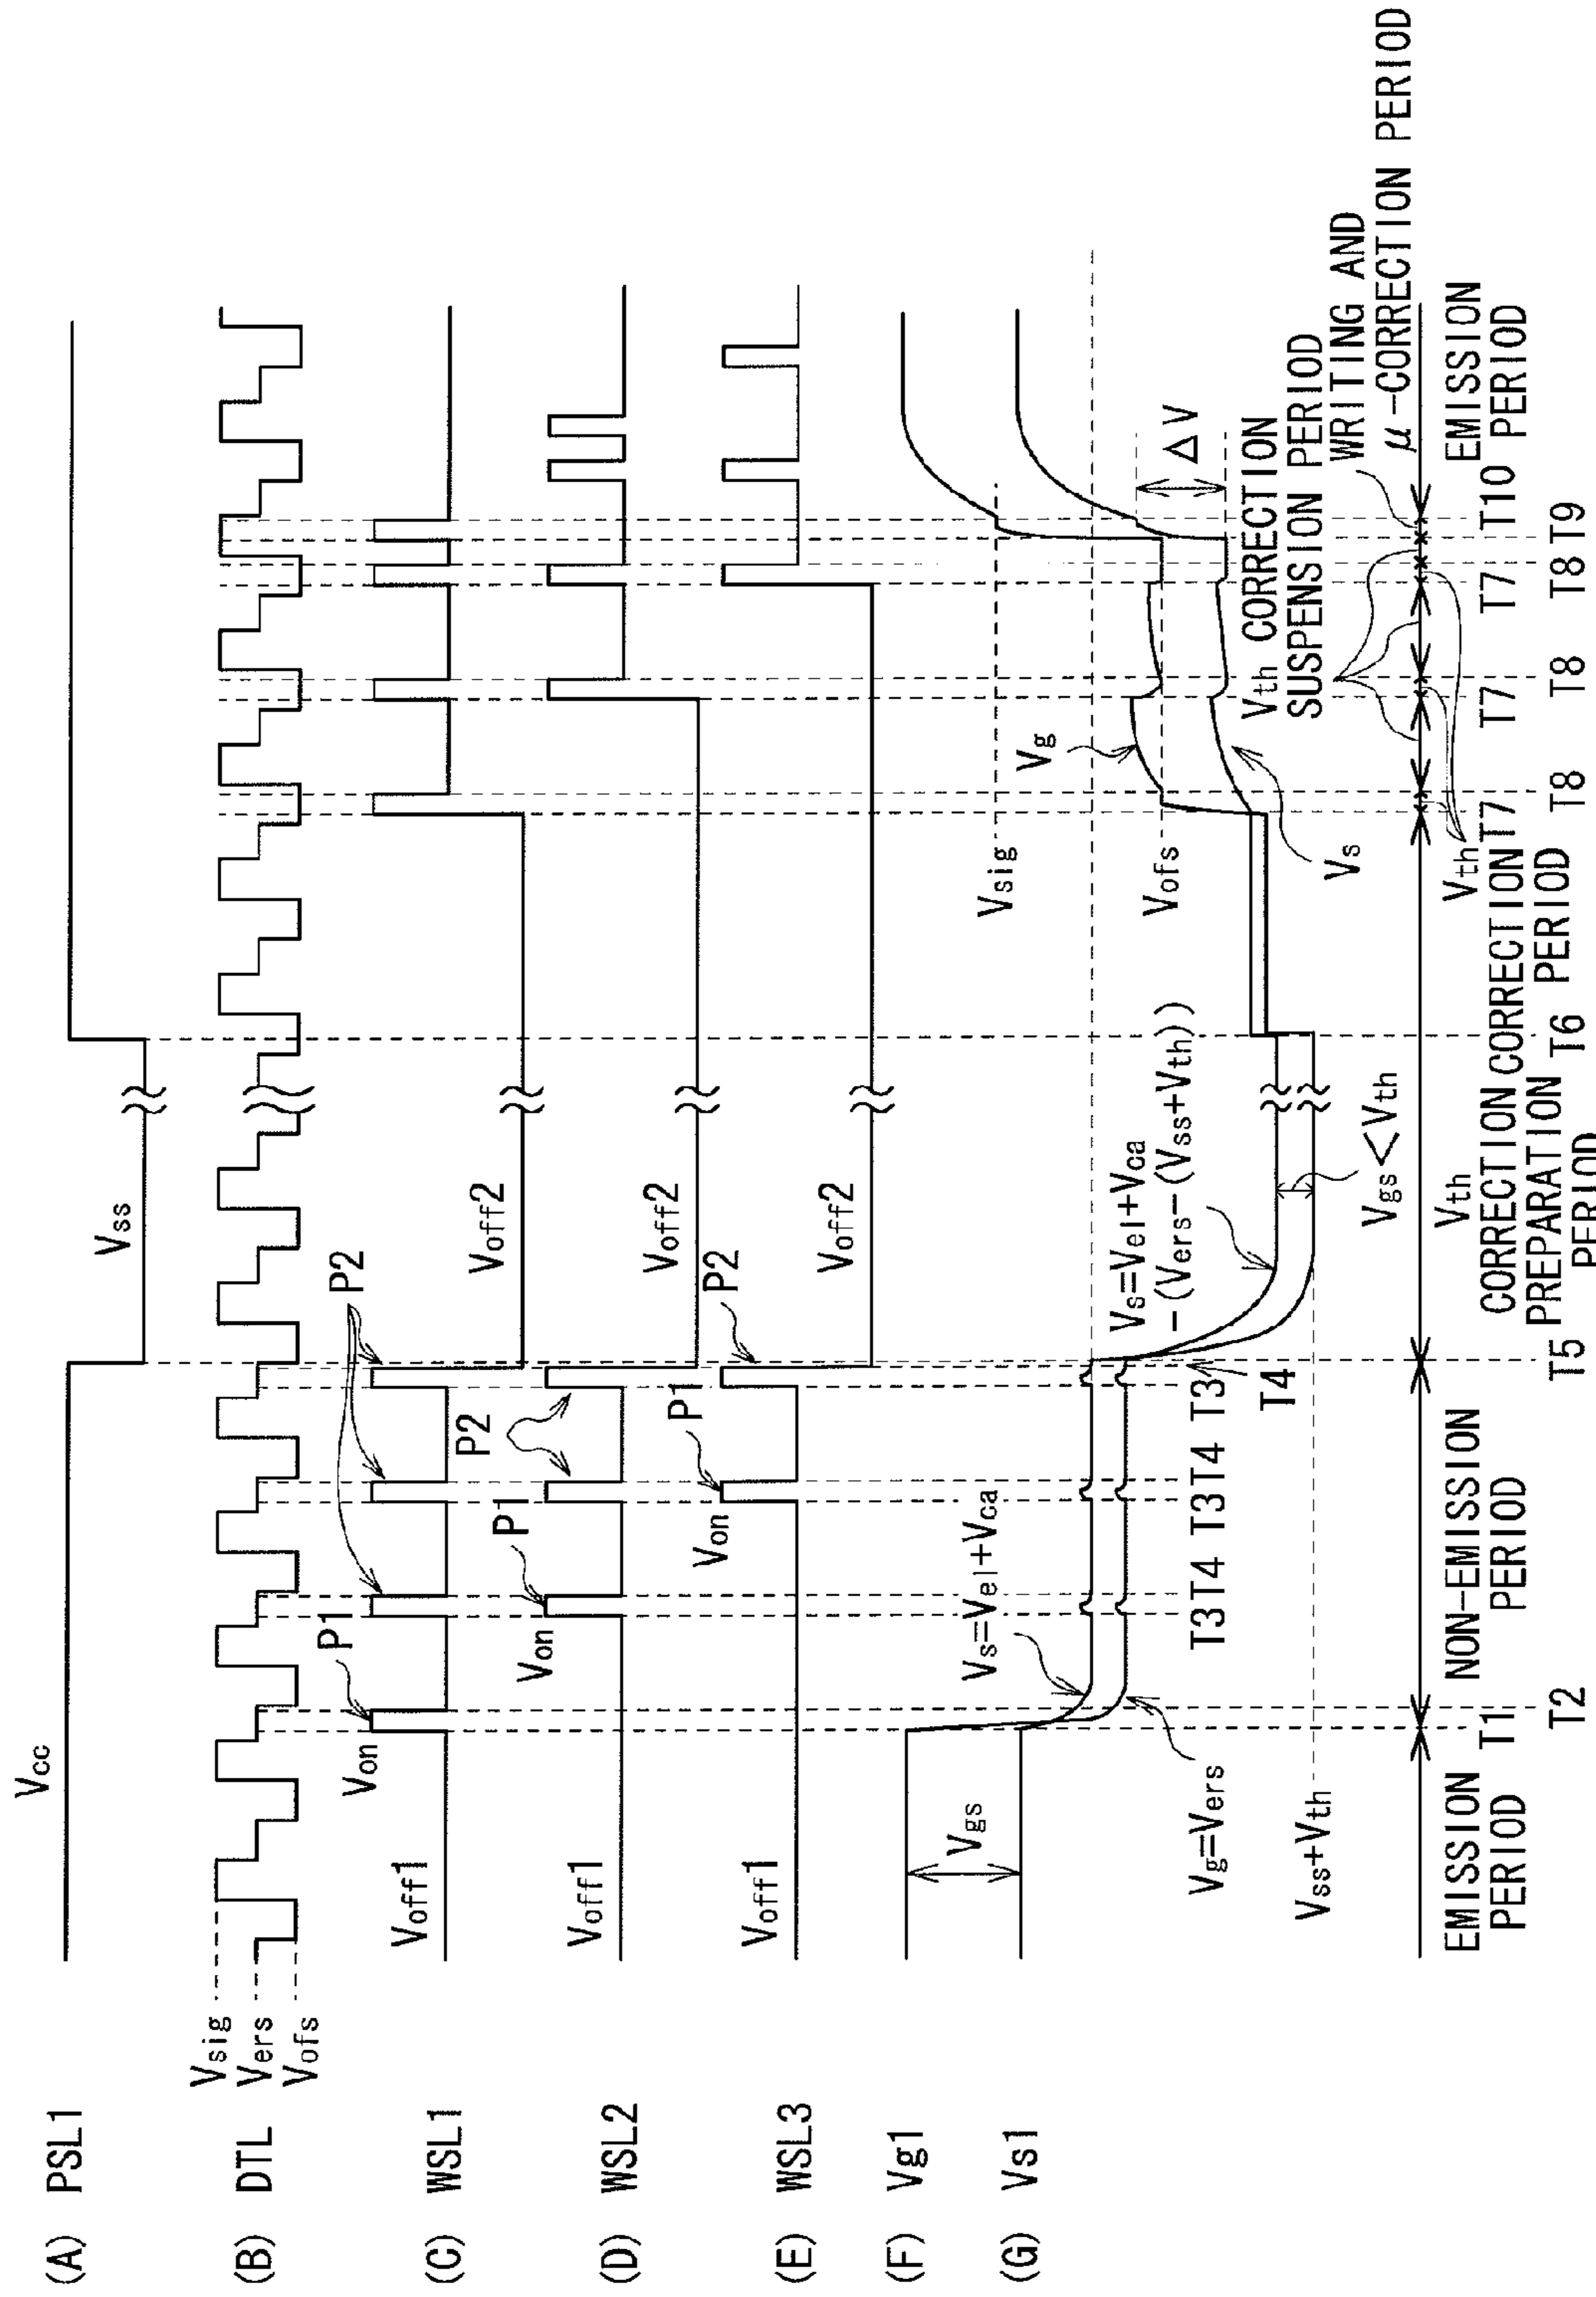 (A) PSL1
Vcc
Vss
(B) DTL
Vsig
Vers
Vofs
(C) WSL1
Voff1
Von
P1
P2
Voff2
(D) WSL2
Voff1
Von
P1
P2
Voff2
(E) WSL3
Voff1
Von
P1
P2
Voff2
(F) Vg1
(G) Vs1
Vgs
Vs=Vel+Vca
Vg=Vers
Vss+Vth
T3T4 T3T4 T3
T4
Vs=Vel+Vca
-(Vers-(Vss+Vth))
Vgs<Vth
Vsig
Vofs
Vg
Vs
ΔV
Vth CORRECTION
SUSPENSION PERIOD
WRITING AND
μ-CORRECTION PERIOD
EMISSION
PERIOD
T1
T2
NON-EMISSION
PERIOD
T5
Vth
CORRECTION
PREPARATION
PERIOD
T6
Vth
CORRECTION
PERIOD
T7
T8
T7
T8
T7
T8
T9
T10
EMISSION
PERIOD